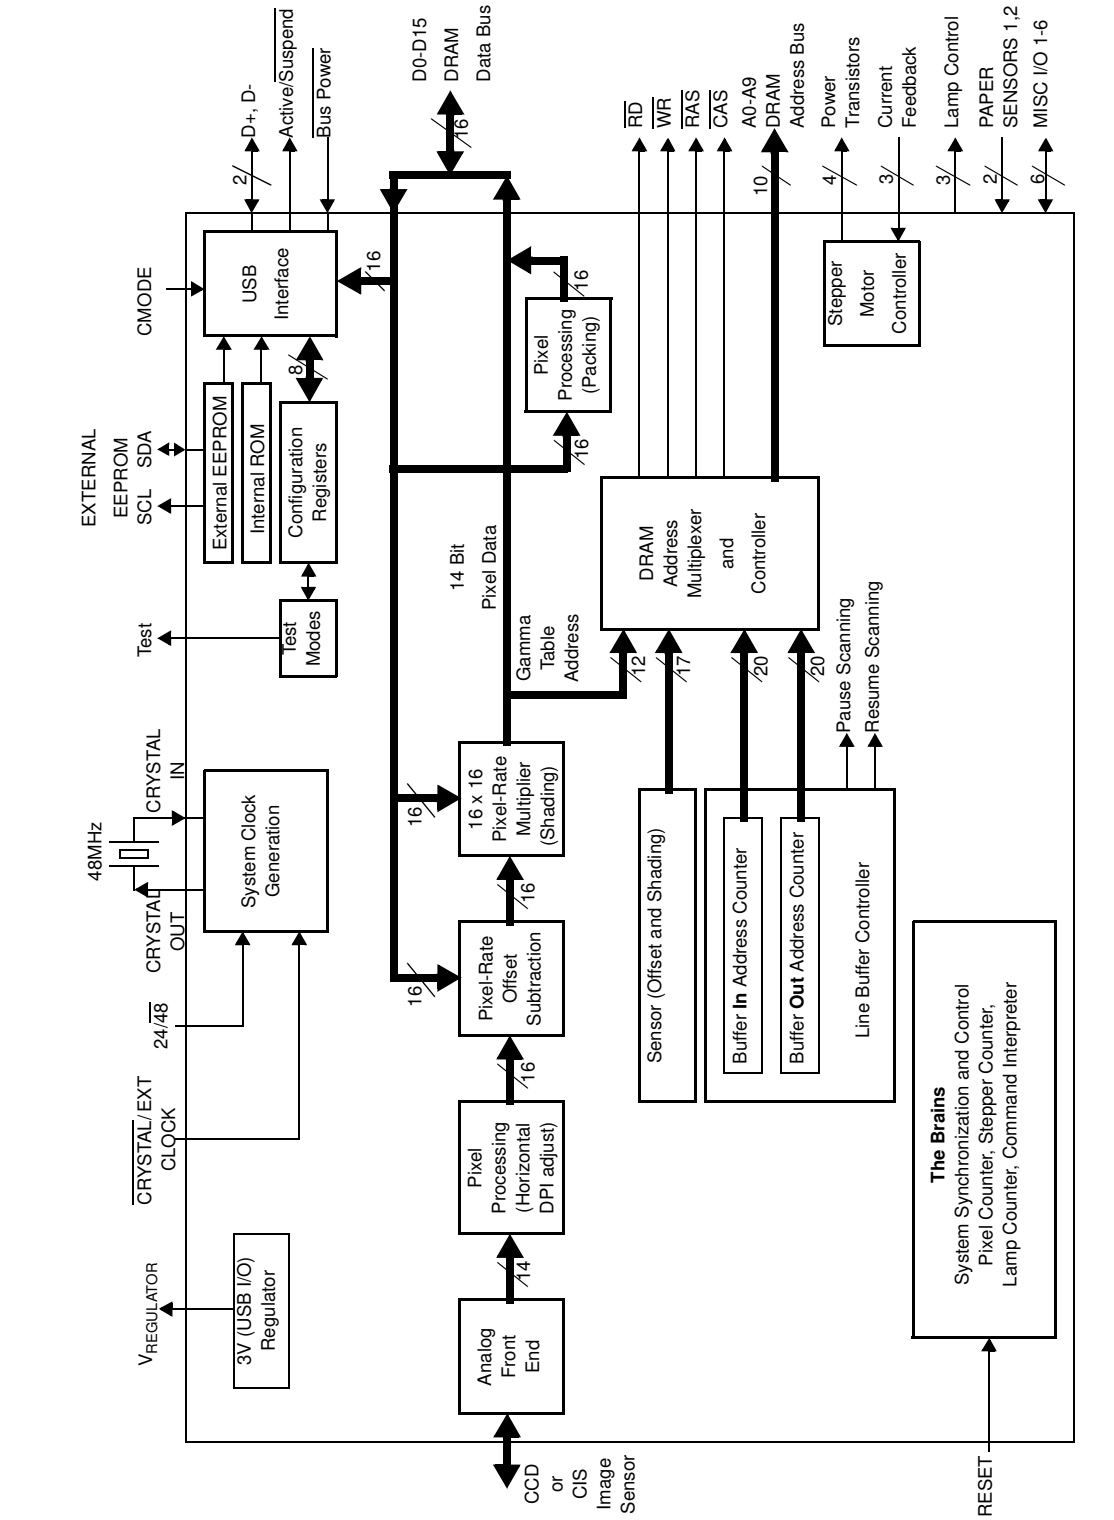 VREGULATOR
3V (USB I/O)
Regulator
CRYSTAL/EXT
CLOCK
24/48
CRYSTAL
OUT
48MHz
CRYSTAL
IN
System Clock
Generation
Test
Test
Modes
EXTERNAL
EEPROM
SCL
SDA
External EEPROM
Internal ROM
Configuration
Registers
8
CMODE
USB
Interface
2
D+, D-
Active/Suspend
Bus Power
16
D0-D15
DRAM
Data Bus
16
CCD
or
CIS
Image
Sensor
Analog
Front
End
14
Pixel
Processing
(Horizontal
DPI adjust)
16
Pixel-Rate
Offset
Subtraction
16
16
16 x 16
Pixel-Rate
Multiplier
(Shading)
16
14 Bit
Pixel Data
Gamma
Table
Address
16
Pixel
Processing
(Packing)
16
12
17
20
20
DRAM
Address
Multiplexer
and
Controller
RD
WR
RAS
CAS
10
A0-A9
DRAM
Address Bus
Sensor (Offset and Shading)
Buffer In Address Counter
Buffer Out Address Counter
Line Buffer Controller
Pause Scanning
Resume Scanning
Stepper
Motor
Controller
4
Power
Transistors
3
Current
Feedback
3
Lamp Control
2
PAPER
SENSORS 1,2
6
MISC I/O 1-6
RESET
The Brains
System Synchronization and Control
Pixel Counter, Stepper Counter,
Lamp Counter, Command Interpreter